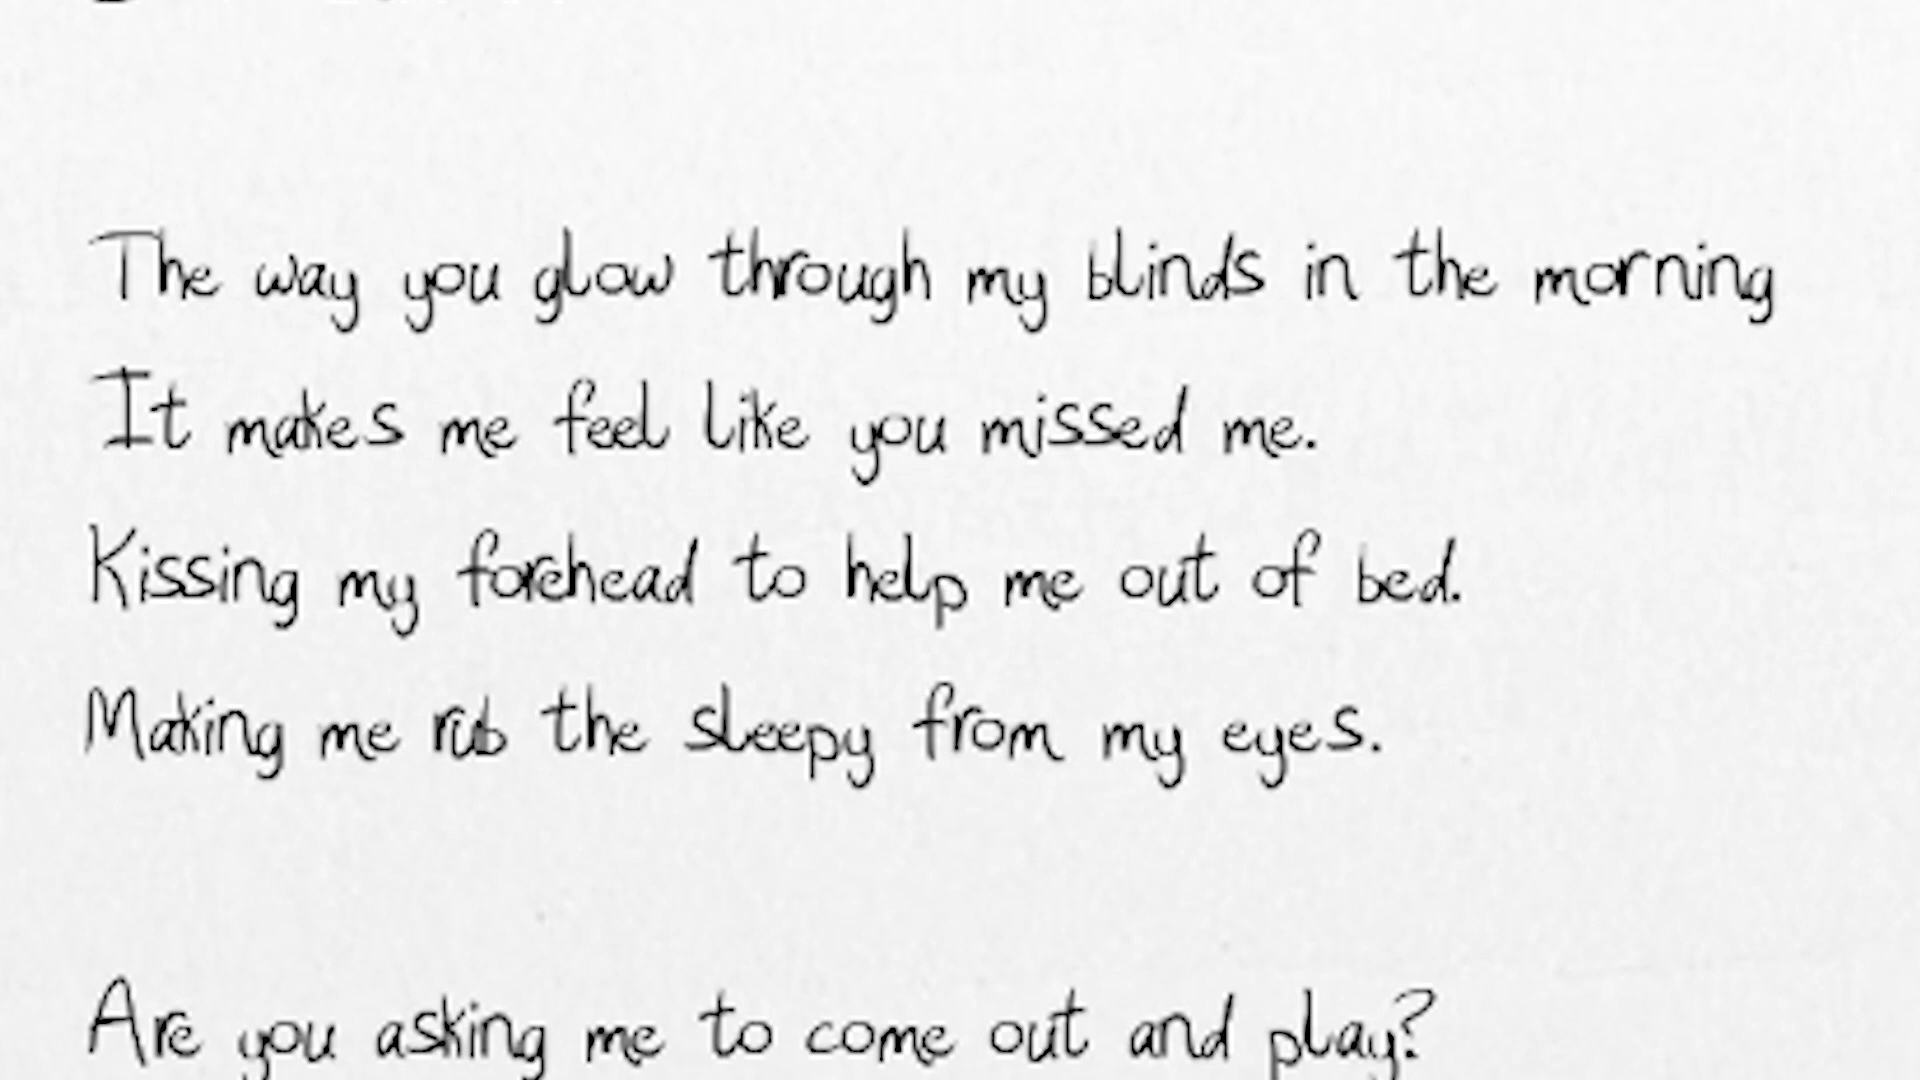 The way you glow through my blinds in the morning
It makes me feel like you missed me.
Kissing my forehead to help me out of bed.
Making me rub the sleepy from my eyes.
Are you asking me to come out and play?